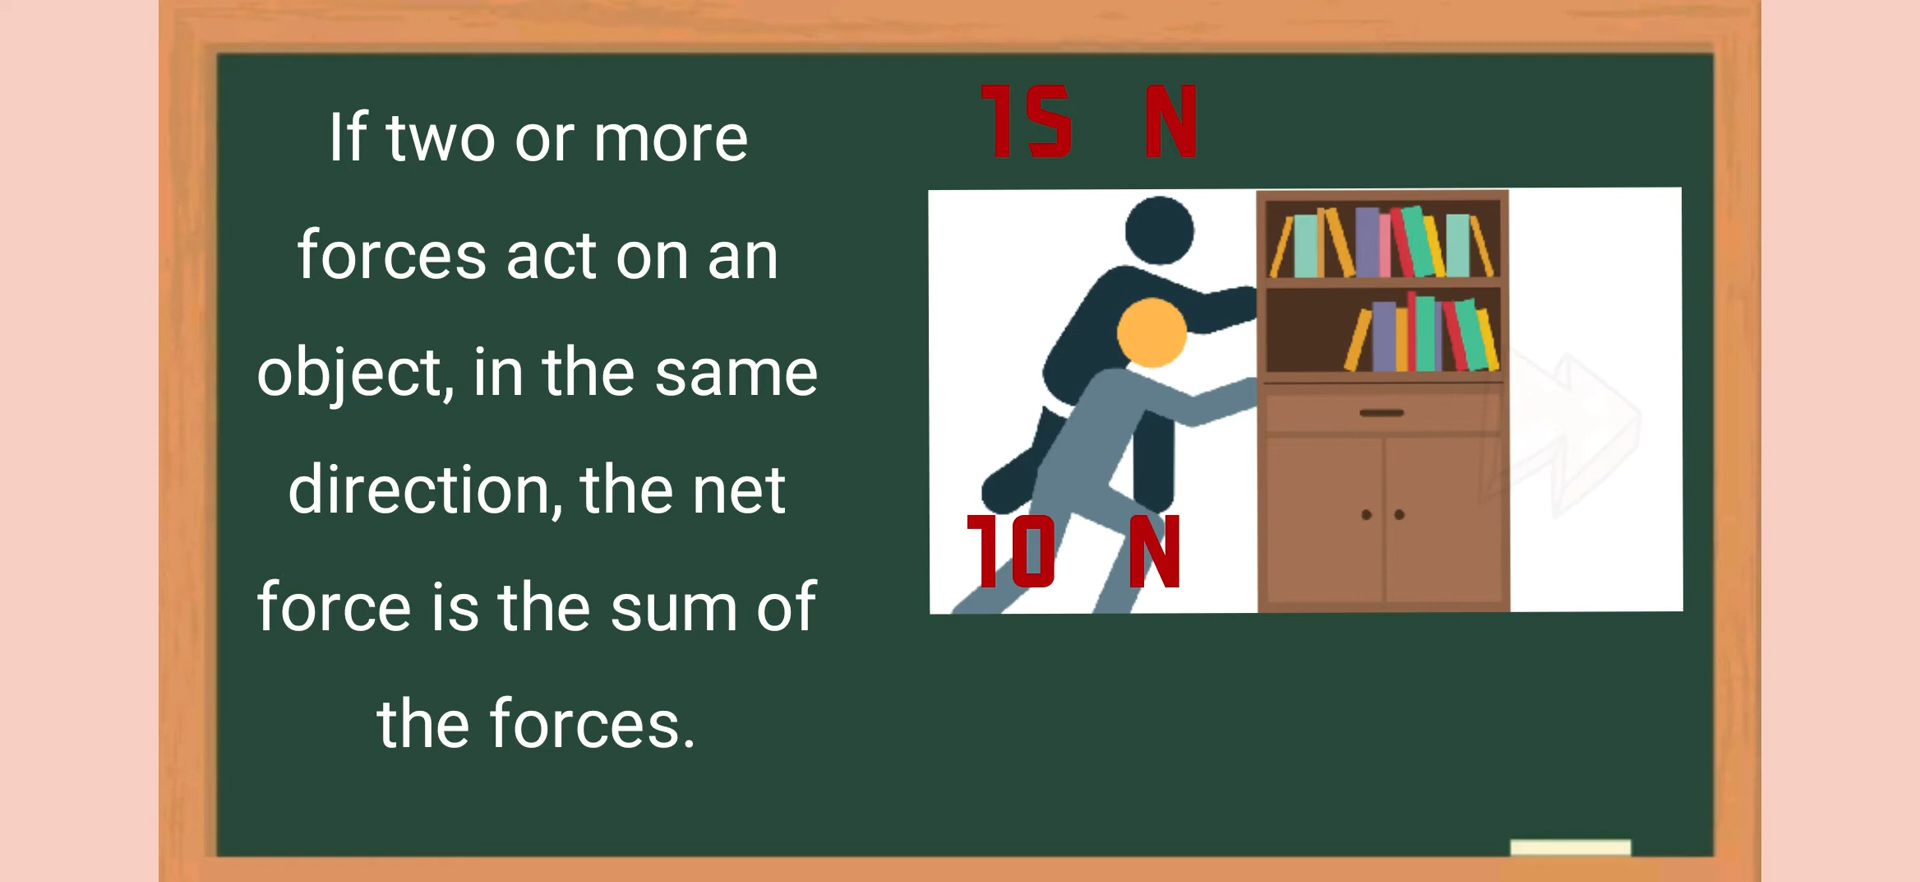 If two or more
forces act on an
object, in the same
direction, the net
force is the sum of
the forces.
15 N
10 N